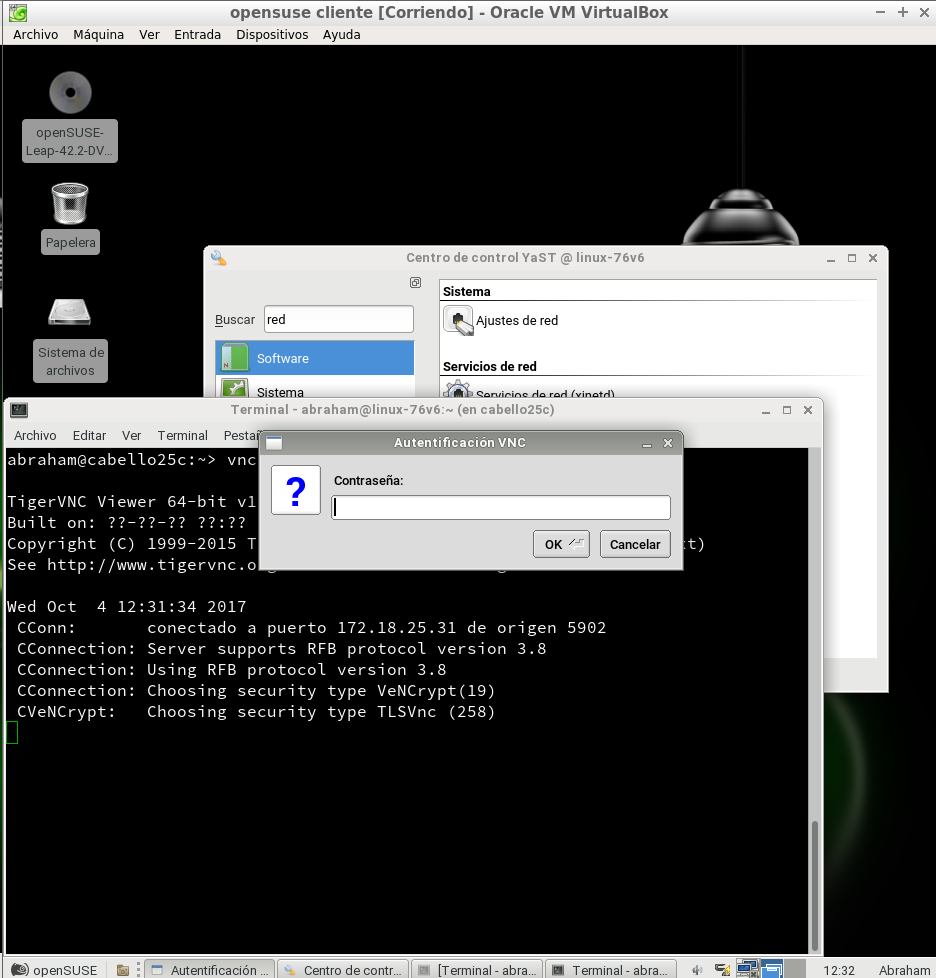 opensuse cliente [Corriendo] - Oracle VM VirtualBox
Archivo Máquina Ver Entrada Dispositivos Ayuda
openSUSE-
Leap-42.2-DV...
Papelera
Sistema de
archivos
Centro de control YaST @ linux-76v6
Buscar red
Software
Sistema
Sistema
Ajustes de red
Servicios de red
Servicios de red (xinetd)
Terminal - abraham@linux-76v6:~ (en cabello25c)
Archivo Editar Ver Terminal Pesta
Autentificación VNC
Contraseña:
OK Cancelar
abraham@cabello25c:~> vnc
TigerVNC Viewer 64-bit v1
Built on: ??-??-?? ??:??
Copyright (C) 1999-2015 T
See http://www.tigervnc.o
Wed Oct  4 12:31:34 2017
CConn:       conectado a puerto 172.18.25.31 de origen 5902
CConnection: Server supports RFB protocol version 3.8
CConnection: Using RFB protocol version 3.8
CConnection: Choosing security type VeNCrypt(19)
CVeNCrypt:   Choosing security type TLSVnc (258)
openSUSE Autentificación ... Centro de contr... [Terminal - abra... Terminal - abra... 12:32 Abraham